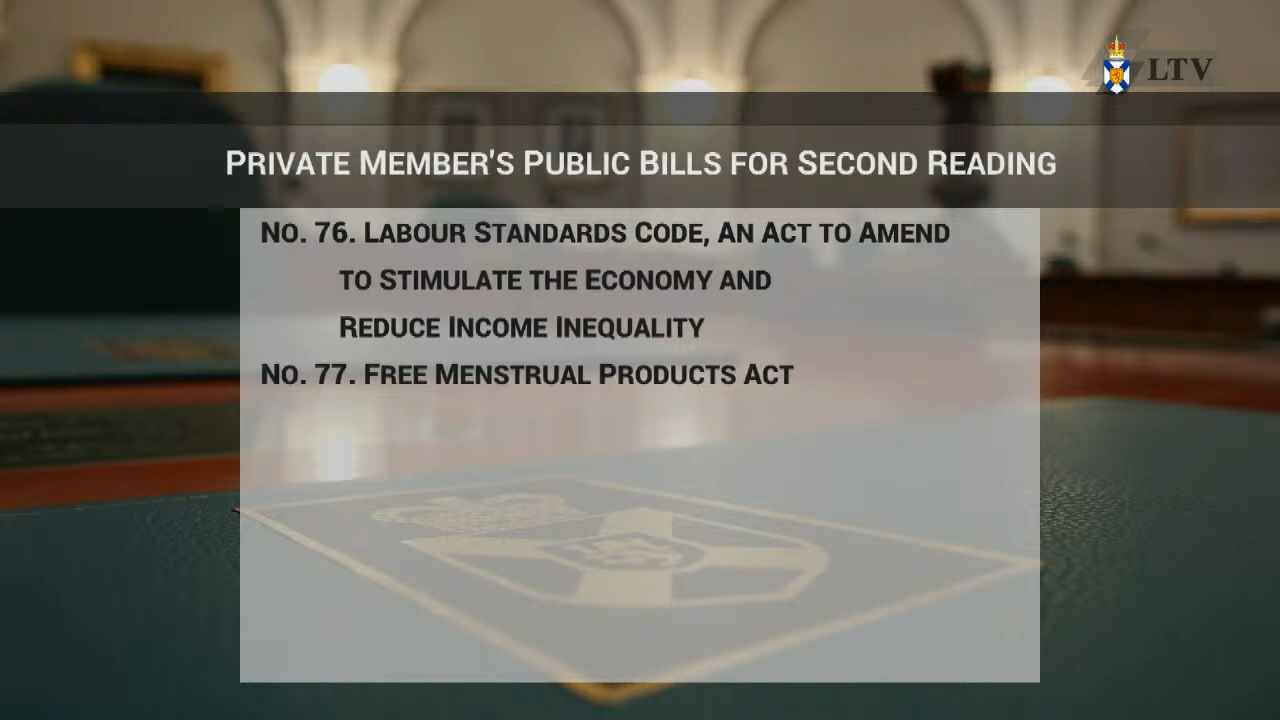 LTV
PRIVATE MEMBER'S PUBLIC BILLS FOR SECOND READING
NO. 76. LABOUR STANDARDS CODE, AN ACT TO AMEND
TO STIMULATE THE ECONOMY AND
REDUCE INCOME INEQUALITY
NO. 77. FREE MENSTRUAL PRODUCTS ACT